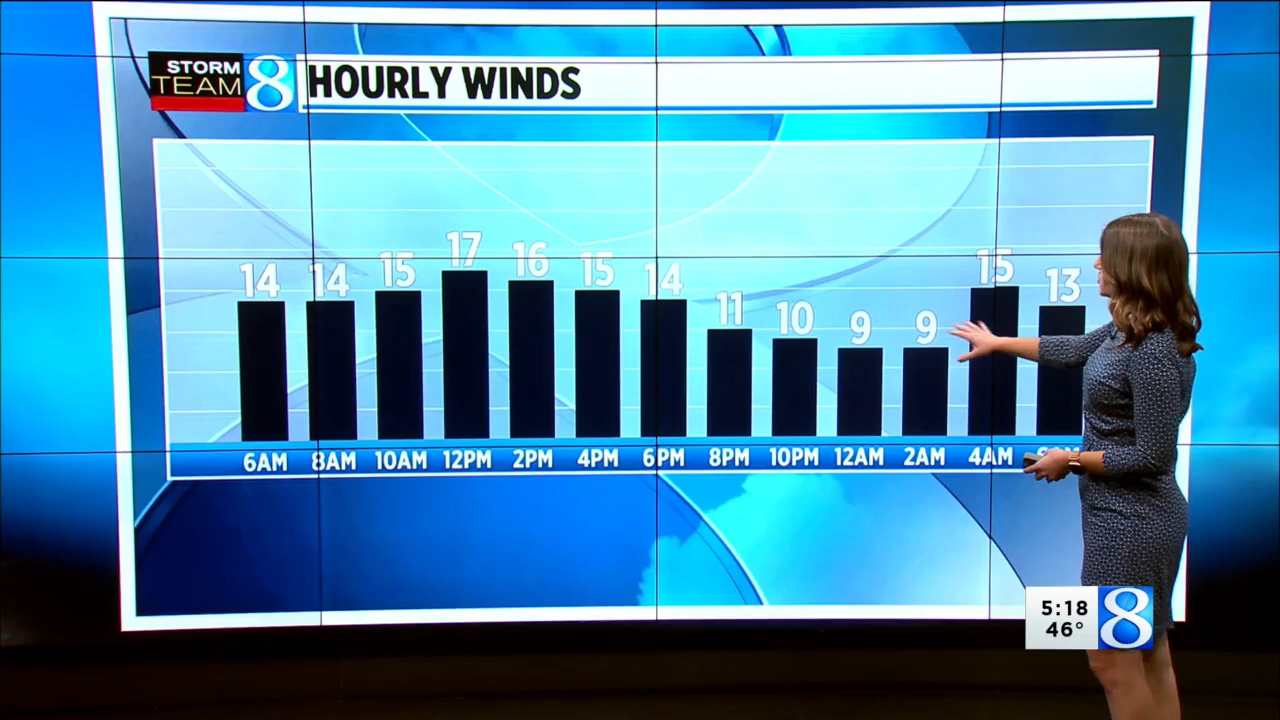 STORM
TEAM
8
HOURLY WINDS
14 14 15 17 16 15 14 11 10 9 9 15 13
6AM 8AM 10AM 12PM 2PM 4PM 6PM 8PM 10PM 12AM 2AM 4AM
5:18
46°
8